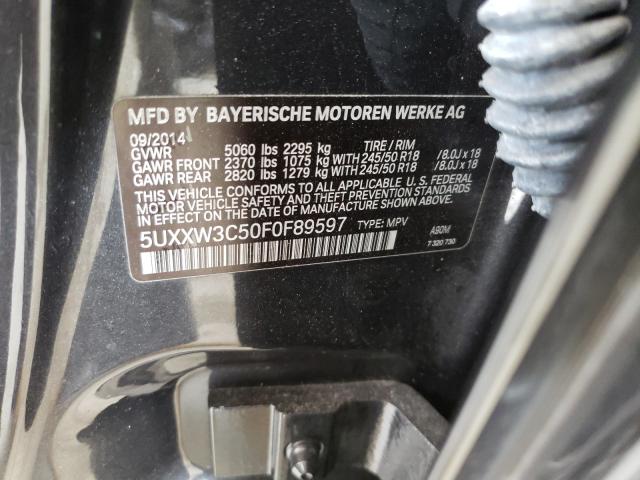 MFD BY BAYERISCHE MOTOREN WERKE AG
09/2014
GVWR 5060 lbs 2295 kg TIRE / RIM
GAWR FRONT 2370 lbs 1075 kg WITH 245/50 R18 / 8.0J x 18
GAWR REAR 2820 lbs 1279 kg WITH 245/50 R18 / 8.0J x 18
THIS VEHICLE CONFORMS TO ALL APPLICABLE U.S. FEDERAL
MOTOR VEHICLE SAFETY AND THEFT PREVENTION STANDARDS
IN EFFECT ON THE DATE OF MANUFACTURE SHOWN ABOVE.
5UXXW3C50F0F89597 TYPE: MPV A90M
7 320 730